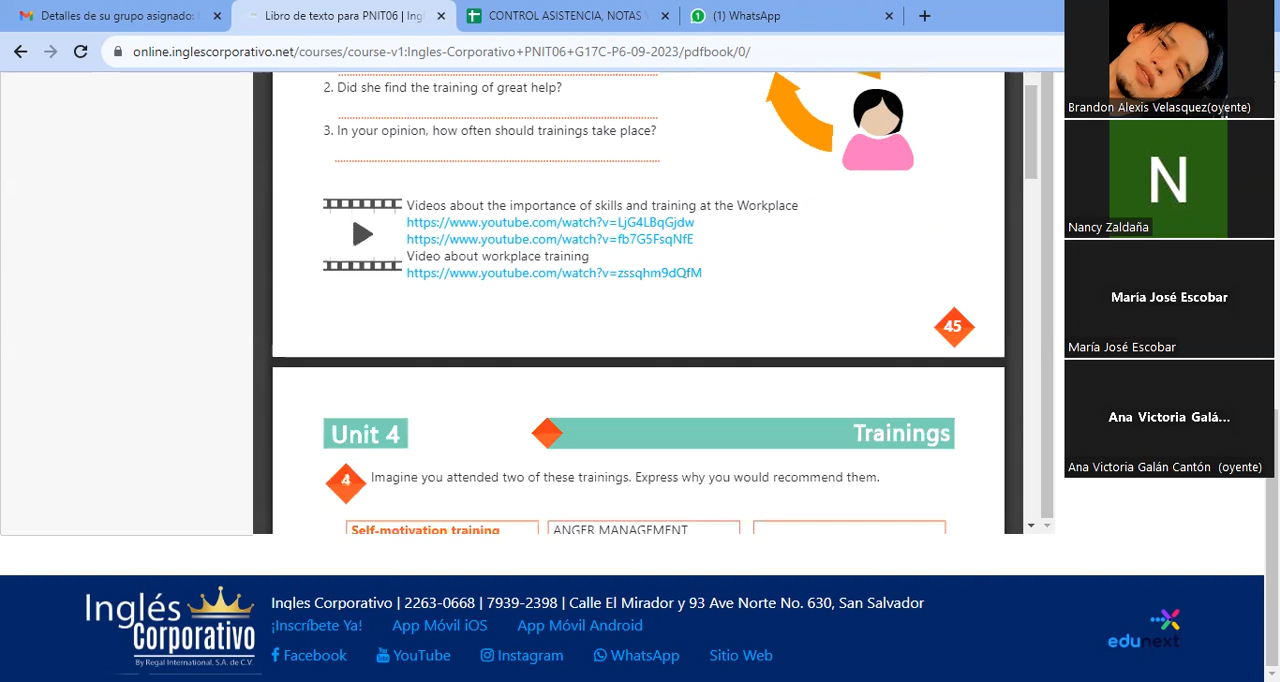 Detalles de su grupo asignado:
Libro de texto para PNIT06 | Ingl
CONTROL ASISTENCIA, NOTAS
(1) WhatsApp
online.inglescorporativo.net/courses/course-v1:Ingles-Corporativo+PNIT06+G17C-P6-09-2023/pdfbook/0/
2. Did she find the training of great help?
3. In your opinion, how often should trainings take place?
Videos about the importance of skills and training at the Workplace
https://www.youtube.com/watch?v=LjG4LBqGjdw
https://www.youtube.com/watch?v=fb7G5FsqNfE
Video about workplace training
https://www.youtube.com/watch?v=zssqhm9dQfM
45
Unit 4
Trainings
4
Imagine you attended two of these trainings. Express why you would recommend them.
Self-motivation training
ANGER MANAGEMENT
Brandon Alexis Velasquez(oyente)
N
Nancy Zaldaña
María José Escobar
María José Escobar
Ana Victoria Galá...
Ana Victoria Galán Cantón (oyente)
Inglés
Corporativo
By Regal International, S.A. de C.V.
Ingles Corporativo | 2263-0668 | 7939-2398 | Calle El Mirador y 93 Ave Norte No. 630, San Salvador
¡Inscríbete Ya!
App Móvil iOS
App Móvil Android
Facebook
YouTube
Instagram
WhatsApp
Sitio Web
edunext